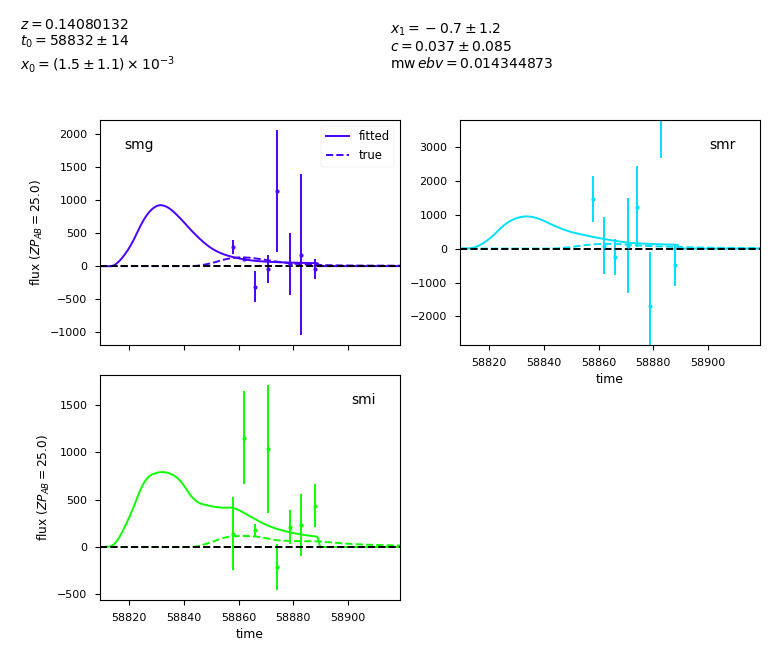 z = 0.14080132
t₀ = 58832 ± 14
x₀ = (1.5 ± 1.1) × 10⁻³
x₁ = −0.7 ± 1.2
c = 0.037 ± 0.085
mw ebv = 0.014344873
smg
fitted
true
2000
1500
1000
500
0
−500
−1000
flux (ZP_AB = 25.0)
smr
3000
2000
1000
0
−1000
−2000
58820 58840 58860 58880 58900
time
smi
1500
1000
500
0
−500
flux (ZP_AB = 25.0)
58820 58840 58860 58880 58900
time